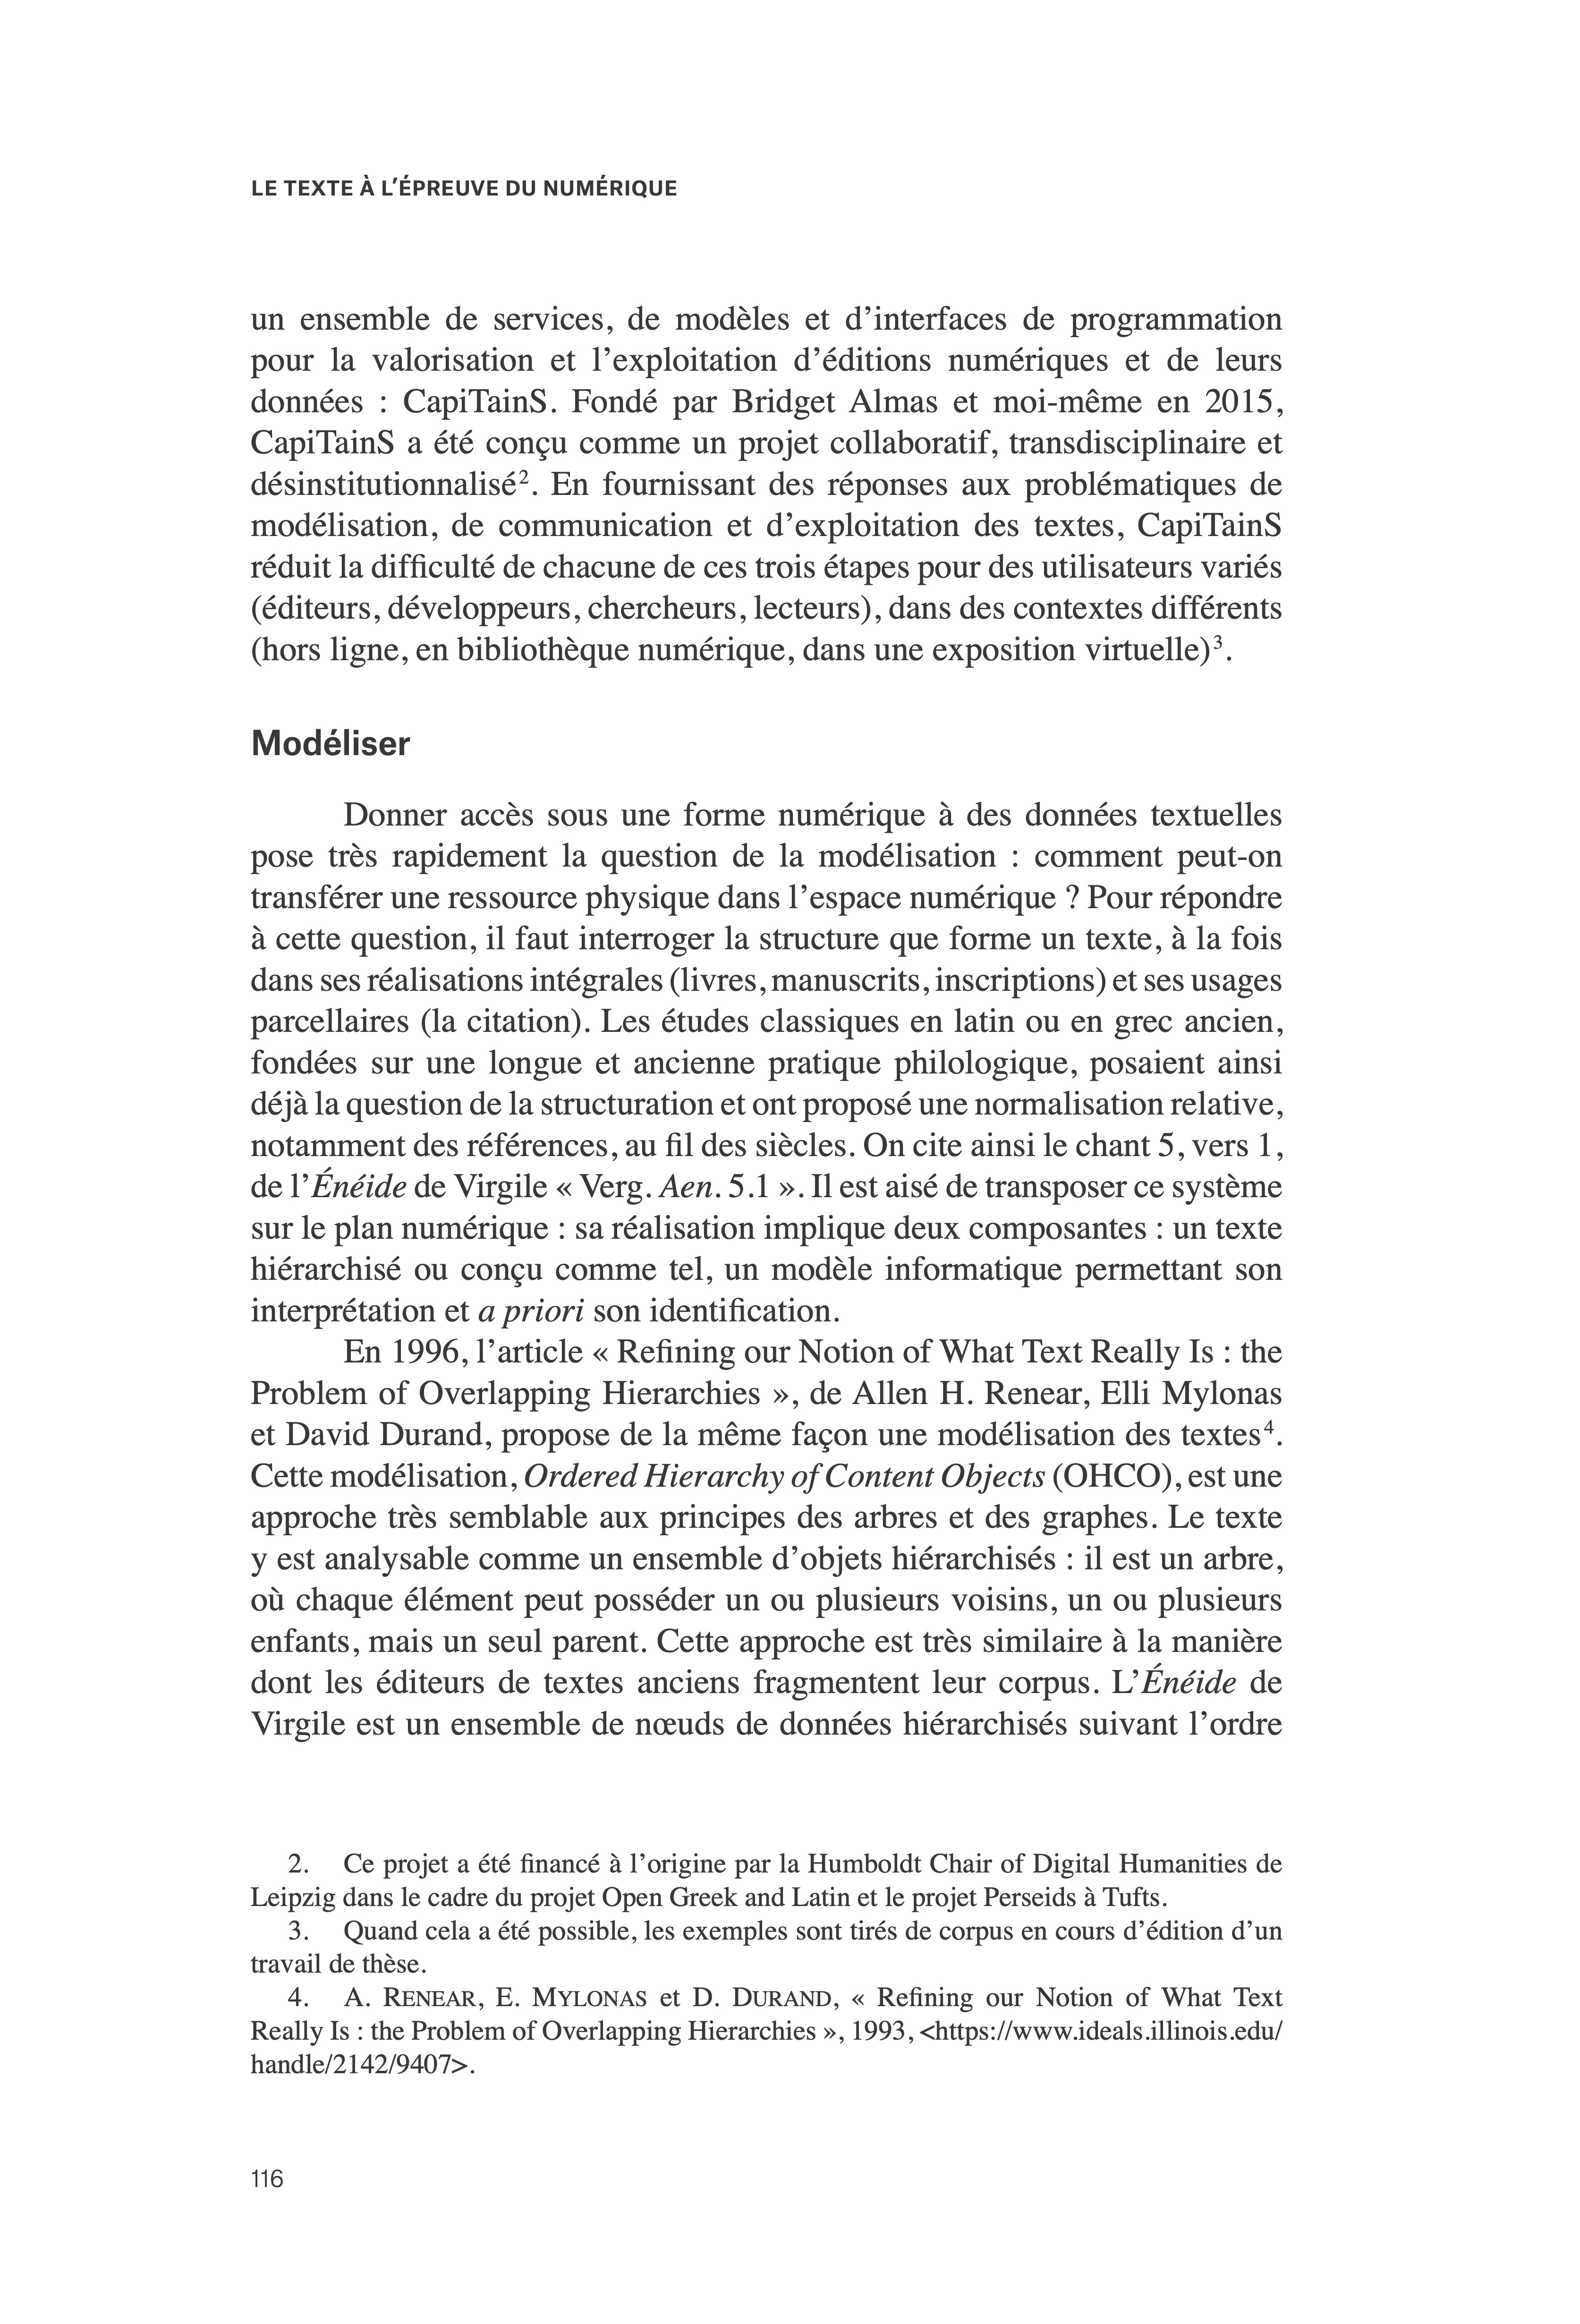 LE TEXTE À L'ÉPREUVE DU NUMÉRIQUE
un ensemble de services, de modèles et d'interfaces de programmation
pour la valorisation et l'exploitation d'éditions numériques et de leurs
données : CapiTainS. Fondé par Bridget Almas et moi-même en 2015,
CapiTainS a été conçu comme un projet collaboratif, transdisciplinaire et
désinstitutionnalisé². En fournissant des réponses aux problématiques de
modélisation, de communication et d'exploitation des textes, CapiTainS
réduit la difficulté de chacune de ces trois étapes pour des utilisateurs variés
(éditeurs, développeurs, chercheurs, lecteurs), dans des contextes différents
(hors ligne, en bibliothèque numérique, dans une exposition virtuelle)³.
Modéliser
Donner accès sous une forme numérique à des données textuelles
pose très rapidement la question de la modélisation : comment peut-on
transférer une ressource physique dans l'espace numérique ? Pour répondre
à cette question, il faut interroger la structure que forme un texte, à la fois
dans ses réalisations intégrales (livres, manuscrits, inscriptions) et ses usages
parcellaires (la citation). Les études classiques en latin ou en grec ancien,
fondées sur une longue et ancienne pratique philologique, posaient ainsi
déjà la question de la structuration et ont proposé une normalisation relative,
notamment des références, au fil des siècles. On cite ainsi le chant 5, vers 1,
de l'Énéide de Virgile « Verg. Aen. 5.1 ». Il est aisé de transposer ce système
sur le plan numérique : sa réalisation implique deux composantes : un texte
hiérarchisé ou conçu comme tel, un modèle informatique permettant son
interprétation et a priori son identification.
En 1996, l'article « Refining our Notion of What Text Really Is : the
Problem of Overlapping Hierarchies », de Allen H. Renear, Elli Mylonas
et David Durand, propose de la même façon une modélisation des textes⁴.
Cette modélisation, Ordered Hierarchy of Content Objects (OHCO), est une
approche très semblable aux principes des arbres et des graphes. Le texte
y est analysable comme un ensemble d'objets hiérarchisés : il est un arbre,
où chaque élément peut posséder un ou plusieurs voisins, un ou plusieurs
enfants, mais un seul parent. Cette approche est très similaire à la manière
dont les éditeurs de textes anciens fragmentent leur corpus. L'Énéide de
Virgile est un ensemble de nœuds de données hiérarchisés suivant l'ordre
2. Ce projet a été financé à l'origine par la Humboldt Chair of Digital Humanities de
Leipzig dans le cadre du projet Open Greek and Latin et le projet Perseids à Tufts.
3. Quand cela a été possible, les exemples sont tirés de corpus en cours d'édition d'un
travail de thèse.
4. A. RENEAR, E. MYLONAS et D. DURAND, « Refining our Notion of What Text
Really Is : the Problem of Overlapping Hierarchies », 1993, <https://www.ideals.illinois.edu/
handle/2142/9407>.
116